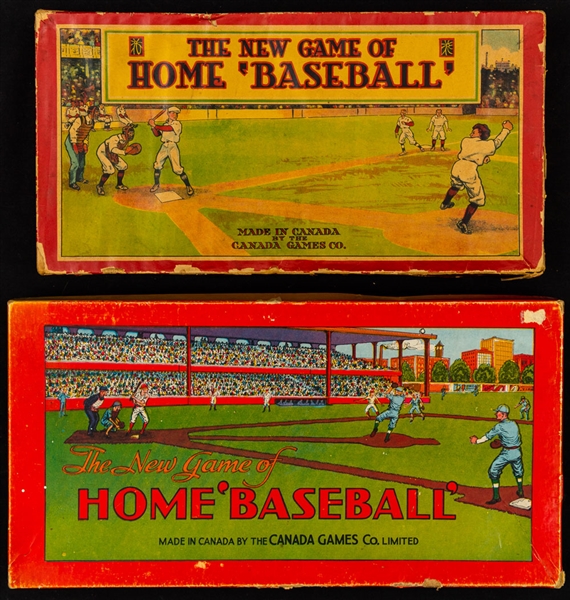 THE NEW GAME OF
HOME 'BASEBALL'
MADE IN CANADA
BY THE
CANADA GAMES CO.
The New Game of
HOME 'BASEBALL'
MADE IN CANADA BY THE CANADA GAMES CO. LIMITED